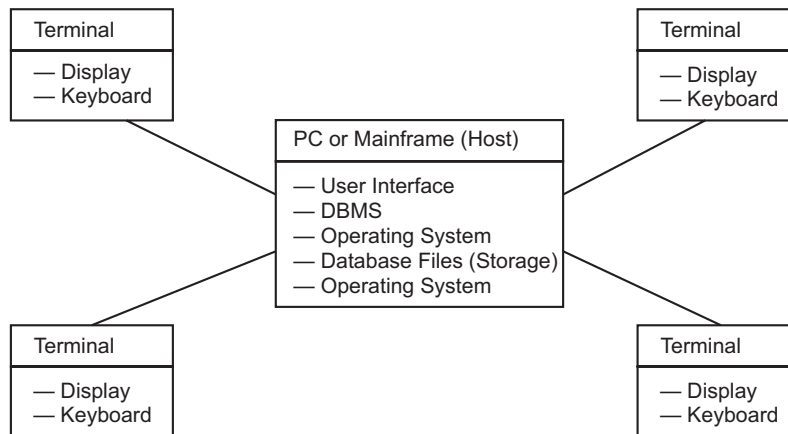 Terminal
— Display
— Keyboard
Terminal
— Display
— Keyboard
PC or Mainframe (Host)
— User Interface
— DBMS
— Operating System
— Database Files (Storage)
— Operating System
Terminal
— Display
— Keyboard
Terminal
— Display
— Keyboard